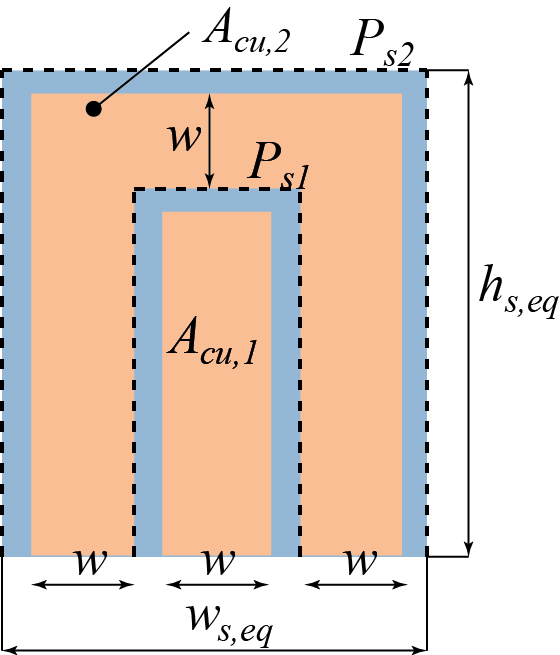 A_{cu,2}
P_{s2}
w
P_{s1}
h_{s,eq}
A_{cu,1}
w w w
w_{s,eq}